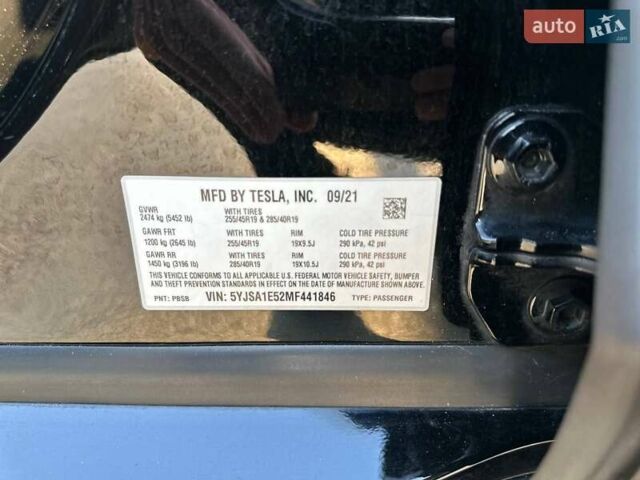 auto RIA.com
MFD BY TESLA, INC. 09/21
GVWR WITH TIRES WITH TIRES
2474 kg (5452 lb) 255/45R19 & 285/40R19
GAWR FRT WITH TIRES RIM COLD TIRE PRESSURE
1200 kg (2645 lb) 255/45R19 19X9.5J 290 kPa, 42 psi
GAWR RR WITH TIRES RIM COLD TIRE PRESSURE
1450 kg (3196 lb) 285/40R19 19X10.5J 290 kPa, 42 psi
THIS VEHICLE CONFORMS TO ALL APPLICABLE U.S. FEDERAL MOTOR VEHICLE SAFETY, BUMPER
AND THEFT PREVENTION STANDARDS IN EFFECT ON THE DATE OF MANUFACTURE SHOWN ABOVE.
PNT: PBSB VIN: 5YJSA1E52MF441846 TYPE: PASSENGER